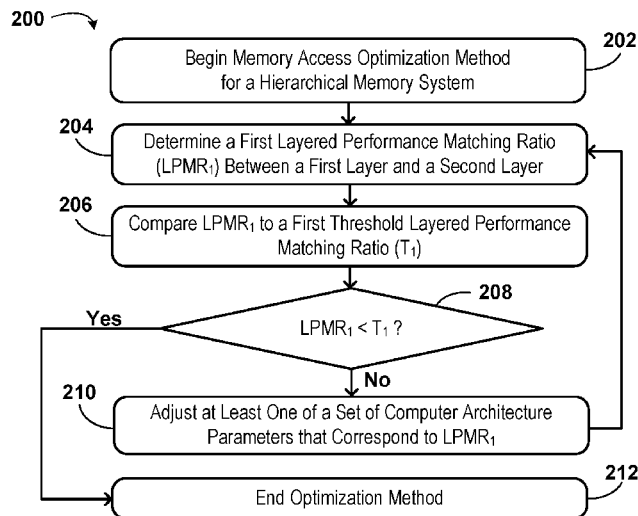 200
Begin Memory Access Optimization Method
for a Hierarchical Memory System
202
204
Determine a First Layered Performance Matching Ratio
(LPMR₁) Between a First Layer and a Second Layer
206
Compare LPMR₁ to a First Threshold Layered Performance
Matching Ratio (T₁)
208
Yes
LPMR₁ < T₁ ?
No
210
Adjust at Least One of a Set of Computer Architecture
Parameters that Correspond to LPMR₁
212
End Optimization Method